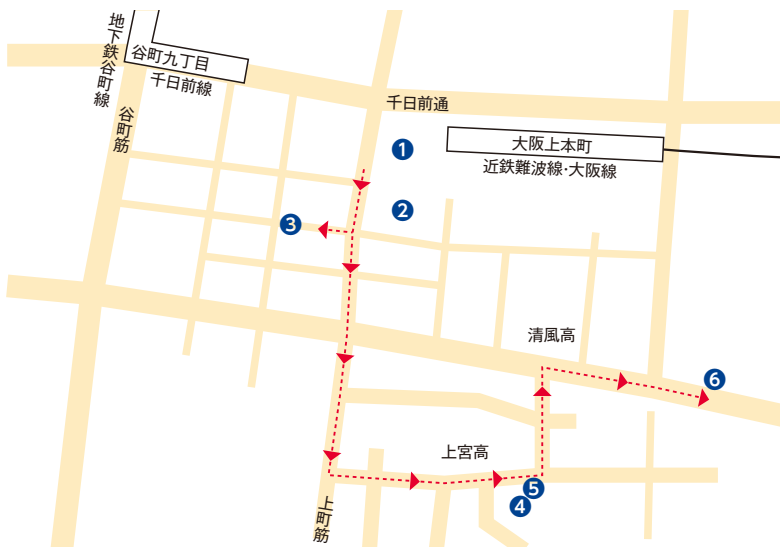 地下鉄谷町線
谷町九丁目
千日前線
谷町筋
千日前通
1
大阪上本町
近鉄難波線・大阪線
2
3
清風高
6
上宮高
5
4
上町筋